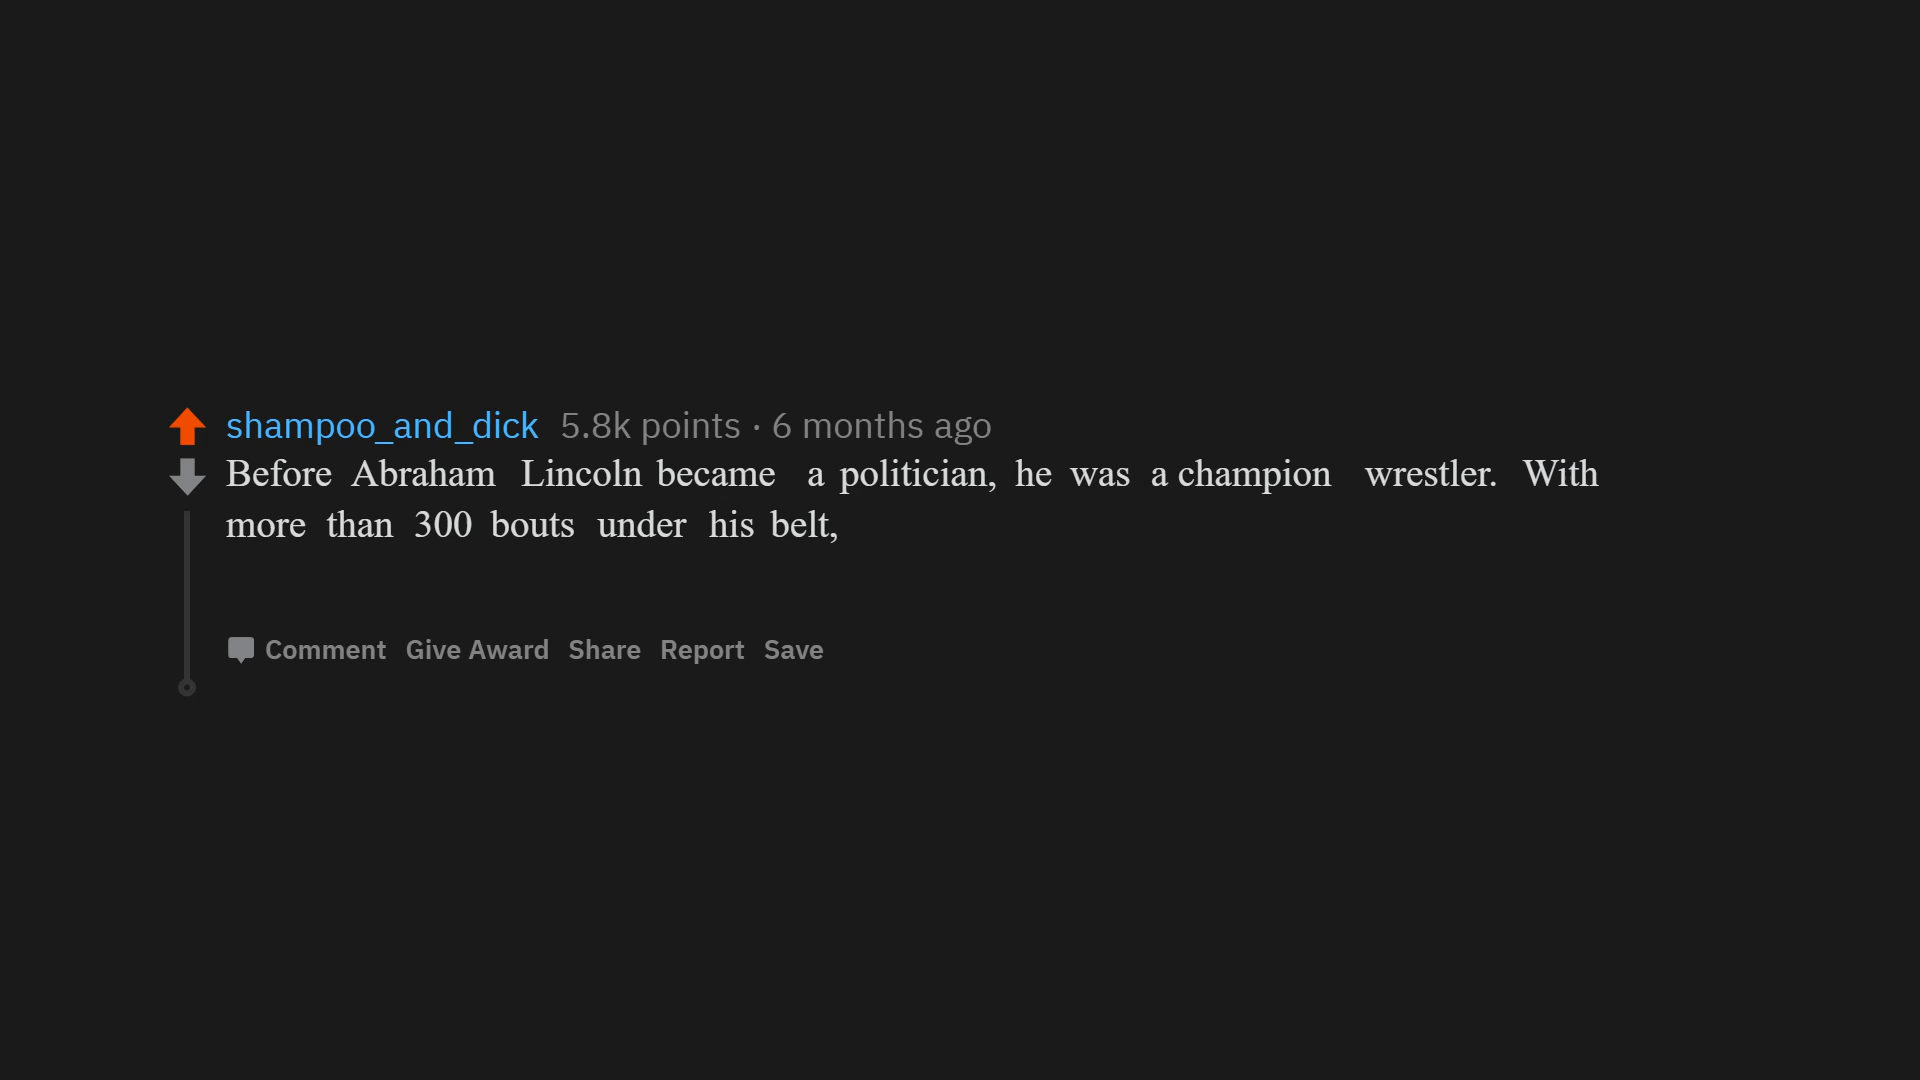 shampoo_and_dick 5.8k points · 6 months ago
Before Abraham Lincoln became a politician, he was a champion wrestler. With
more than 300 bouts under his belt,
Comment Give Award Share Report Save